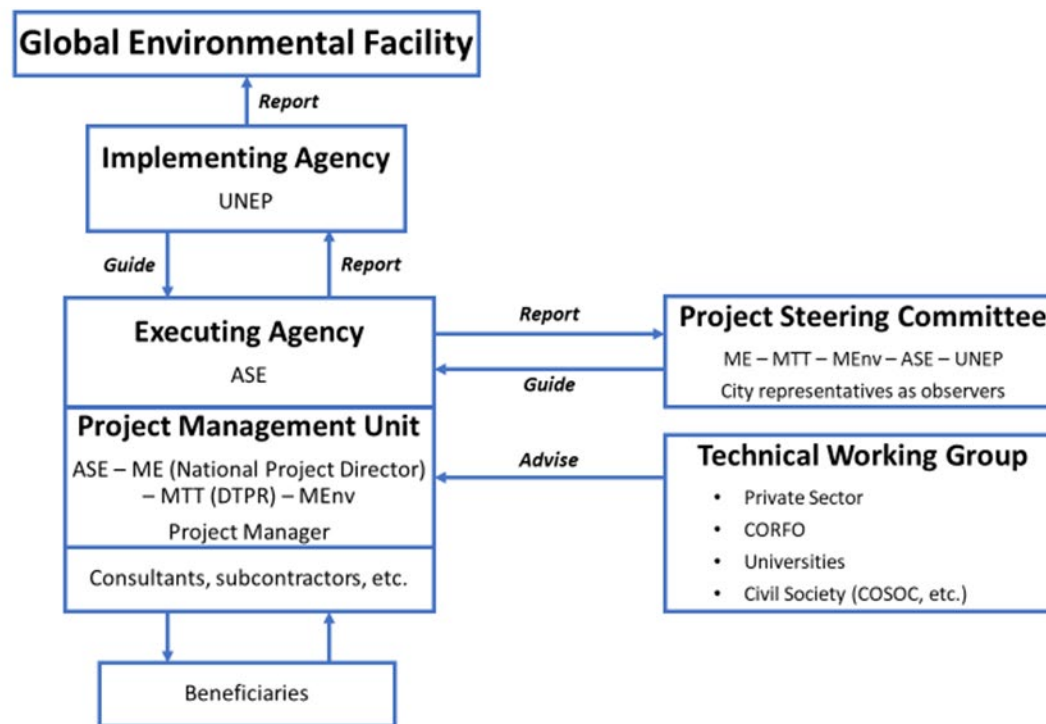 Global Environmental Facility
Report
Implementing Agency
UNEP
Guide
Report
Executing Agency
ASE
Report
Guide
Project Steering Committee
ME – MTT – MEnv – ASE – UNEP
City representatives as observers
Project Management Unit
ASE – ME (National Project Director)
– MTT (DTPR) – MEnv
Project Manager
Advise
Technical Working Group
• Private Sector
• CORFO
• Universities
• Civil Society (COSOC, etc.)
Consultants, subcontractors, etc.
Beneficiaries